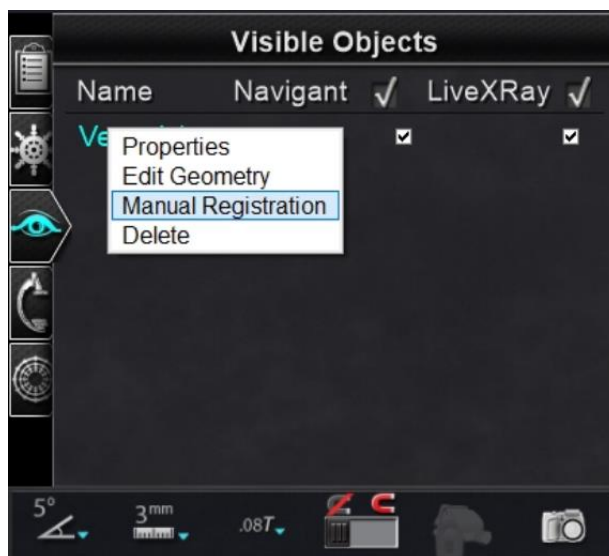 Visible Objects
Name Navigant LiveXRay
Properties
Edit Geometry
Manual Registration
Delete
5°
3mm
.08T